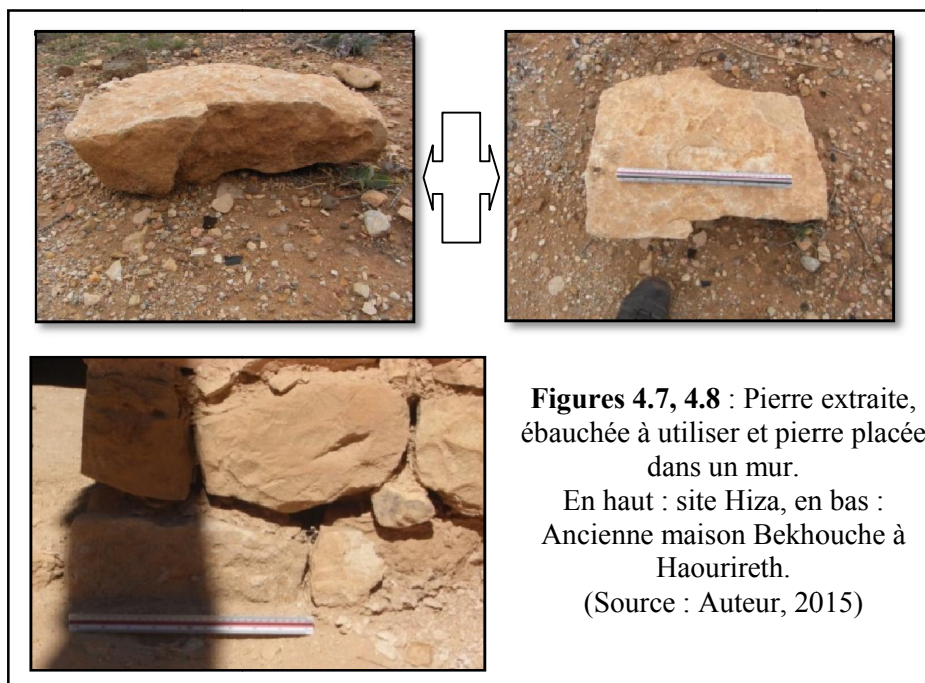 Figures 4.7, 4.8 : Pierre extraite,
ébauchée à utiliser et pierre placée
dans un mur.
En haut : site Hiza, en bas :
Ancienne maison Bekhouche à
Haourireth.
(Source : Auteur, 2015)